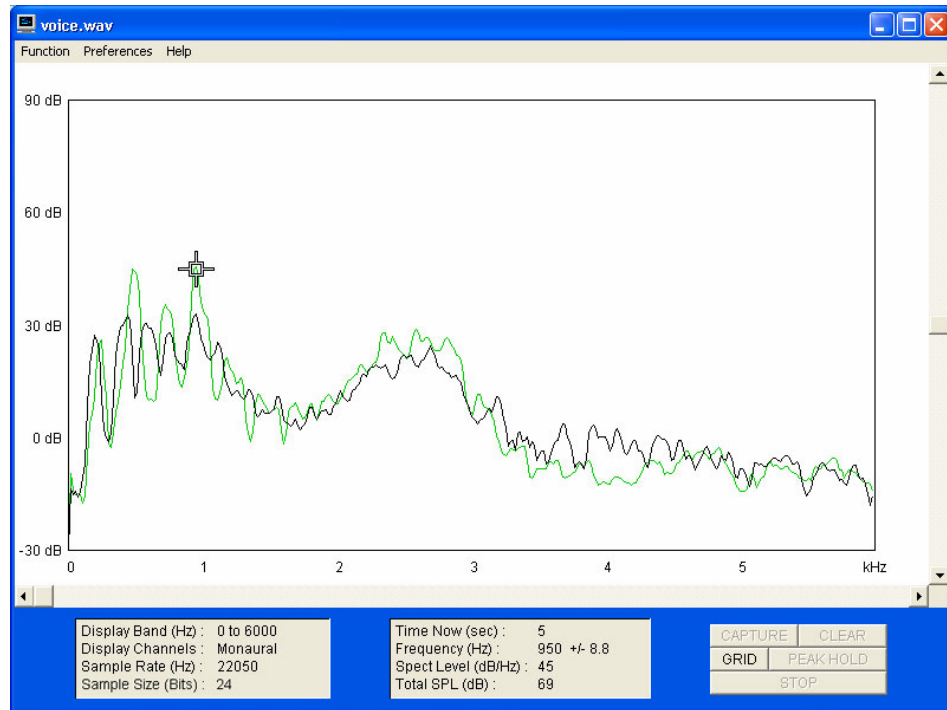 voice.wav
Function Preferences Help
90 dB
60 dB
30 dB
0 dB
-30 dB
0 1 2 3 4 5 kHz
Display Band (Hz) : 0 to 6000
Display Channels : Monaural
Sample Rate (Hz) : 22050
Sample Size (Bits) : 24
Time Now (sec) : 5
Frequency (Hz) : 950 +/- 8.8
Spect Level (dB/Hz) : 45
Total SPL (dB) : 69
CAPTURE CLEAR
GRID PEAK HOLD
STOP